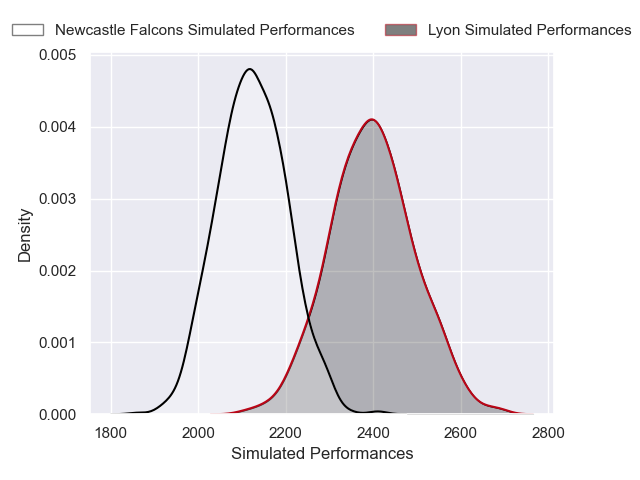 Newcastle Falcons Simulated Performances Lyon Simulated Performances
0.005
0.004
0.003
0.002
0.001
0.000
Density
1800 2000 2200 2400 2600 2800
Simulated Performances